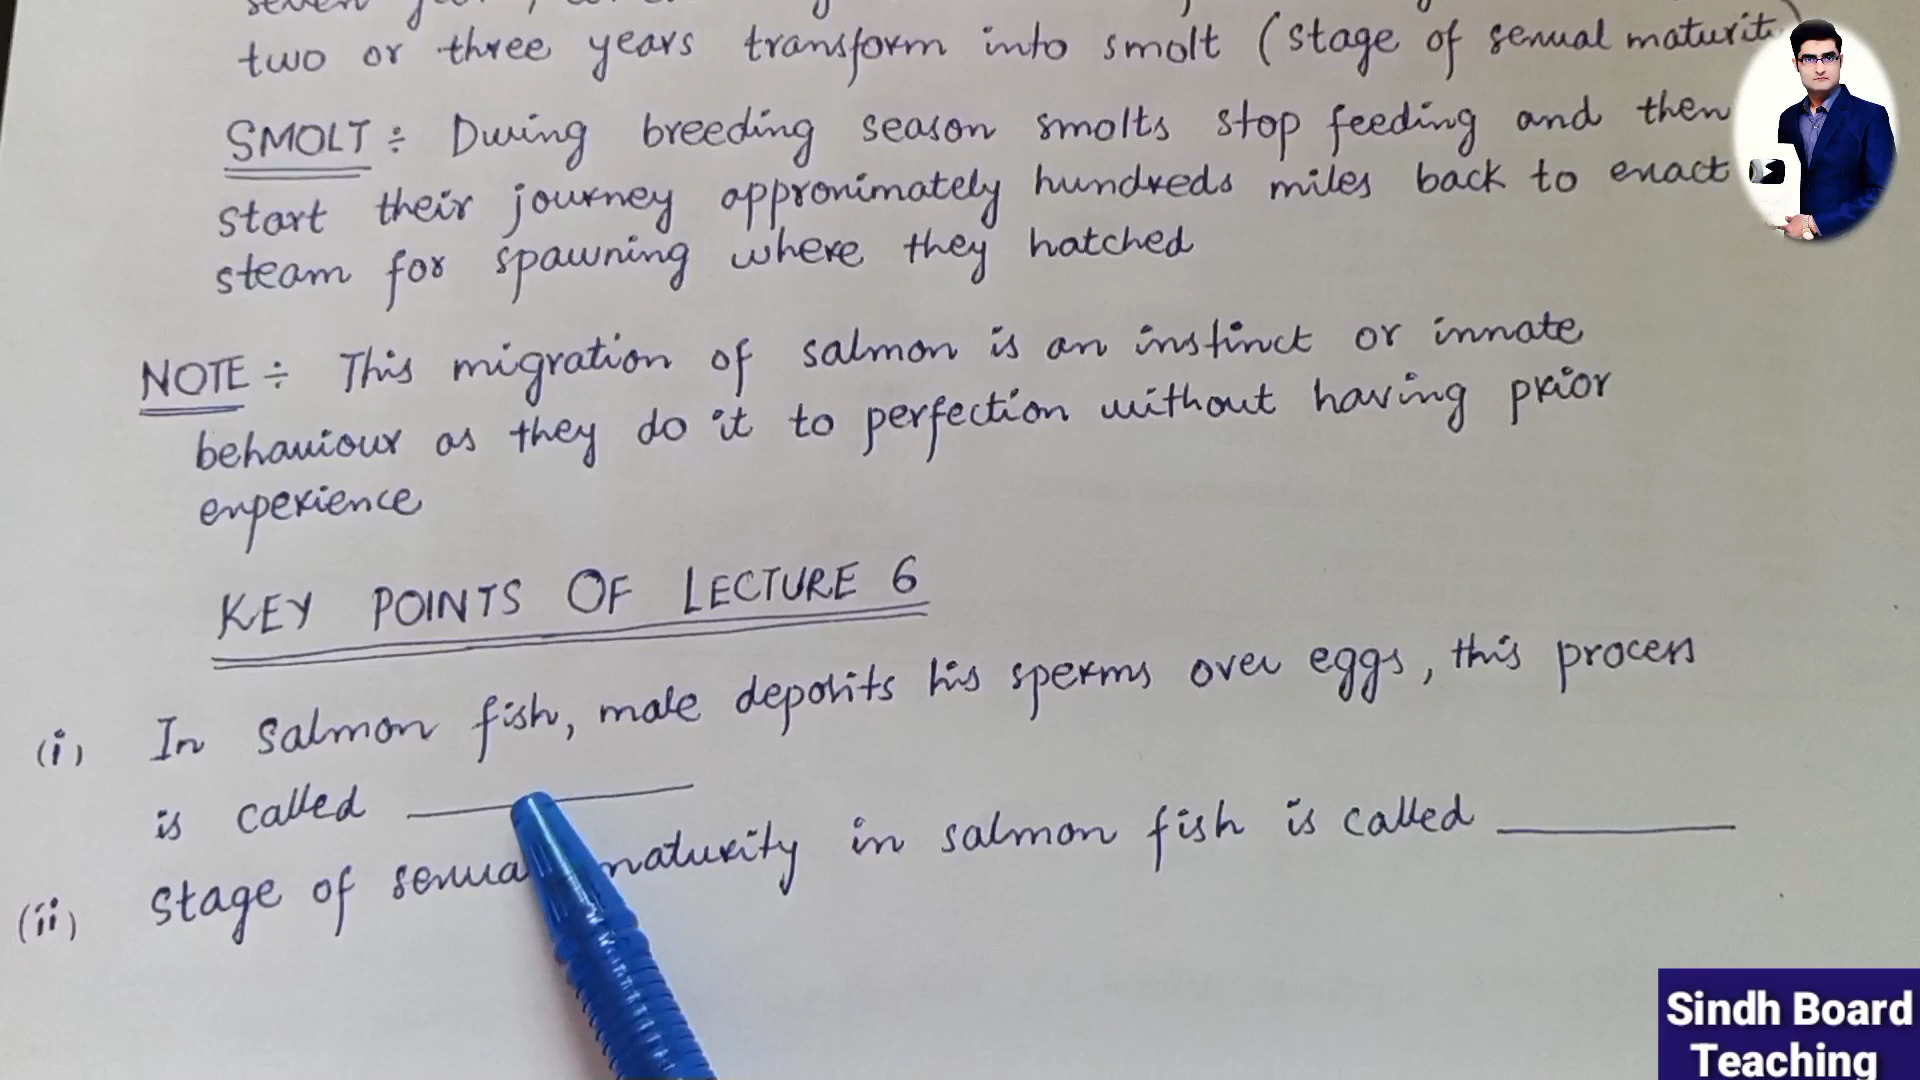 two or three years transform into smolt (stage of sexual maturit
SMOLT ÷ During breeding season smolts stop feeding and then
start their journey approximately hundreds miles back to exact
steam for spawning where they hatched
NOTE ÷ This migration of salmon is an instinct or innate
behaviour as they do it to perfection without having prior
experience
KEY POINTS OF LECTURE 6
(i) In salmon fish, male deposits his sperms over eggs, this process
is called __________
(ii) Stage of sexua maturity in salmon fish is called __________
Sindh Board
Teaching